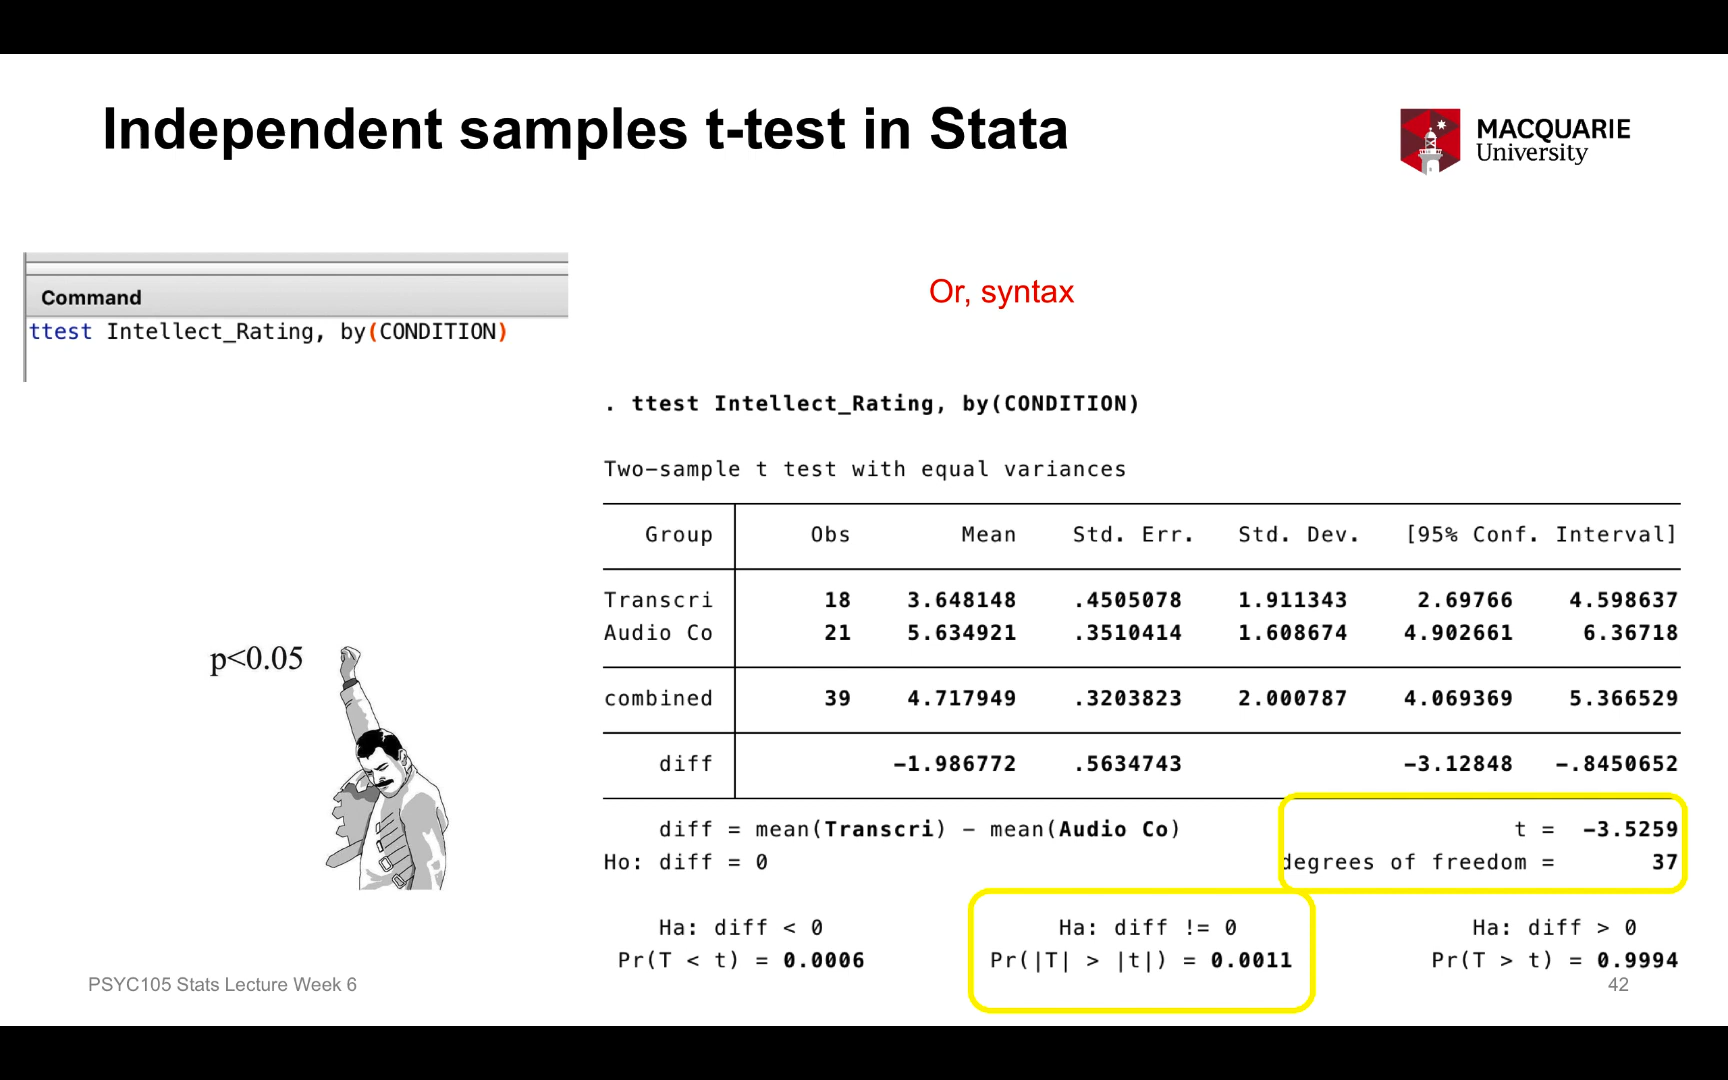 Independent samples t-test in Stata
MACQUARIE
University
Command
ttest Intellect_Rating, by(CONDITION)
Or, syntax
. ttest Intellect_Rating, by(CONDITION)
Two-sample t test with equal variances
Group Obs Mean Std. Err. Std. Dev. [95% Conf. Interval]
Transcri 18 3.648148 .4505078 1.911343 2.69766 4.598637
Audio Co 21 5.634921 .3510414 1.608674 4.902661 6.36718
combined 39 4.717949 .3203823 2.000787 4.069369 5.366529
diff -1.986772 .5634743 -3.12848 -.8450652
diff = mean(Transcri) - mean(Audio Co) t = -3.5259
Ho: diff = 0 degrees of freedom = 37
Ha: diff < 0 Ha: diff != 0 Ha: diff > 0
Pr(T < t) = 0.0006 Pr(|T| > |t|) = 0.0011 Pr(T > t) = 0.9994
p<0.05
PSYC105 Stats Lecture Week 6
42